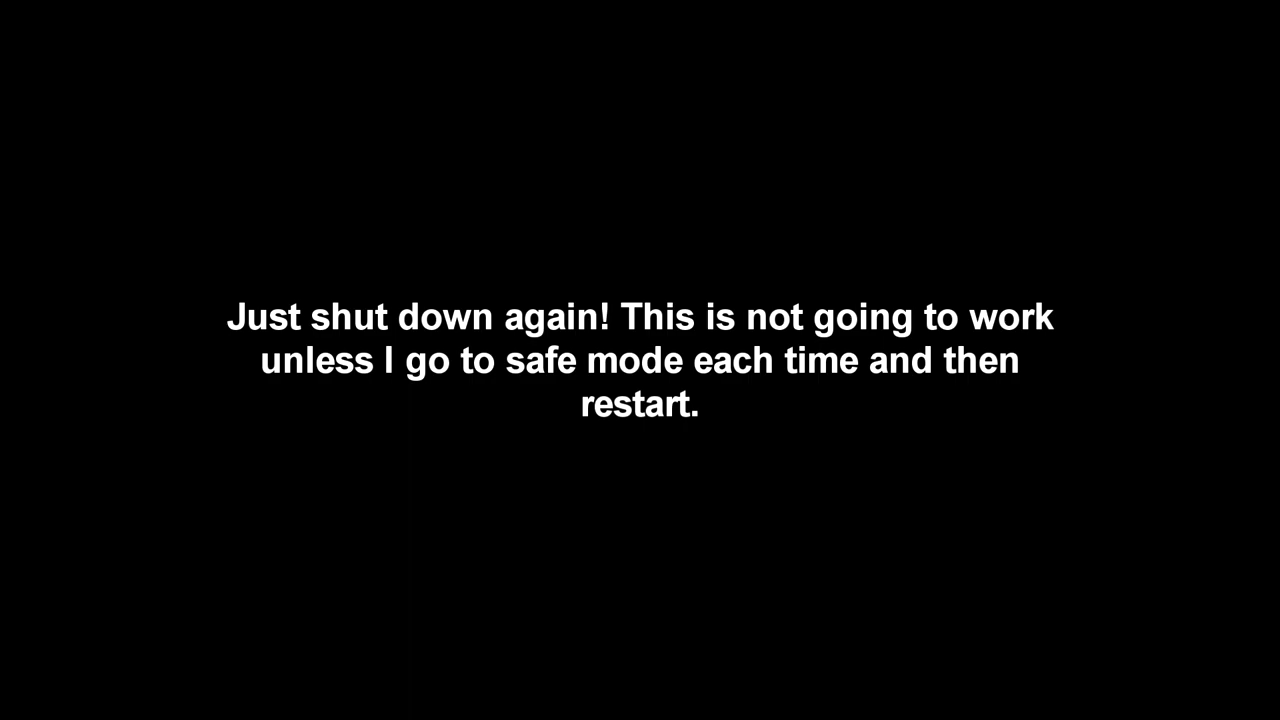 Just shut down again! This is not going to work
unless I go to safe mode each time and then
restart.